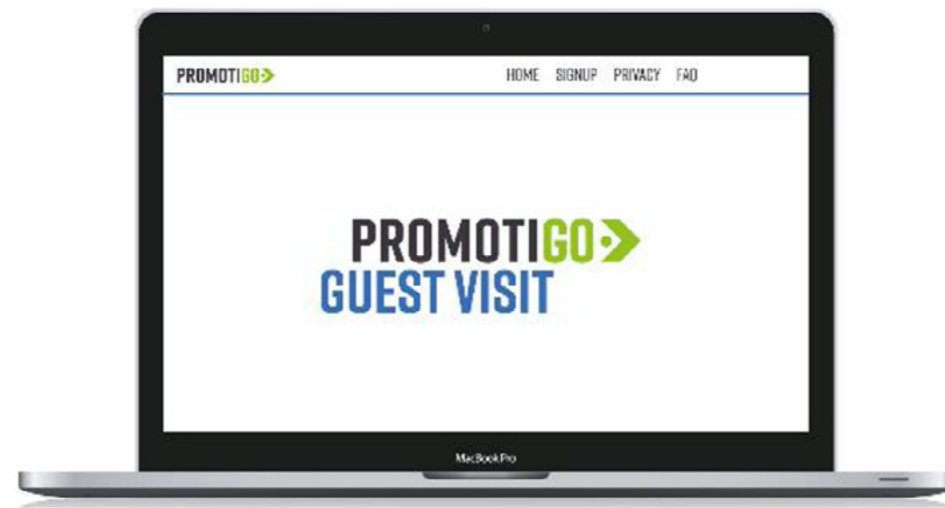 PROMOTIGO
HOME SIGNUP PRIVACY FAQ
PROMOTIGO
GUEST VISIT
MacBook Pro